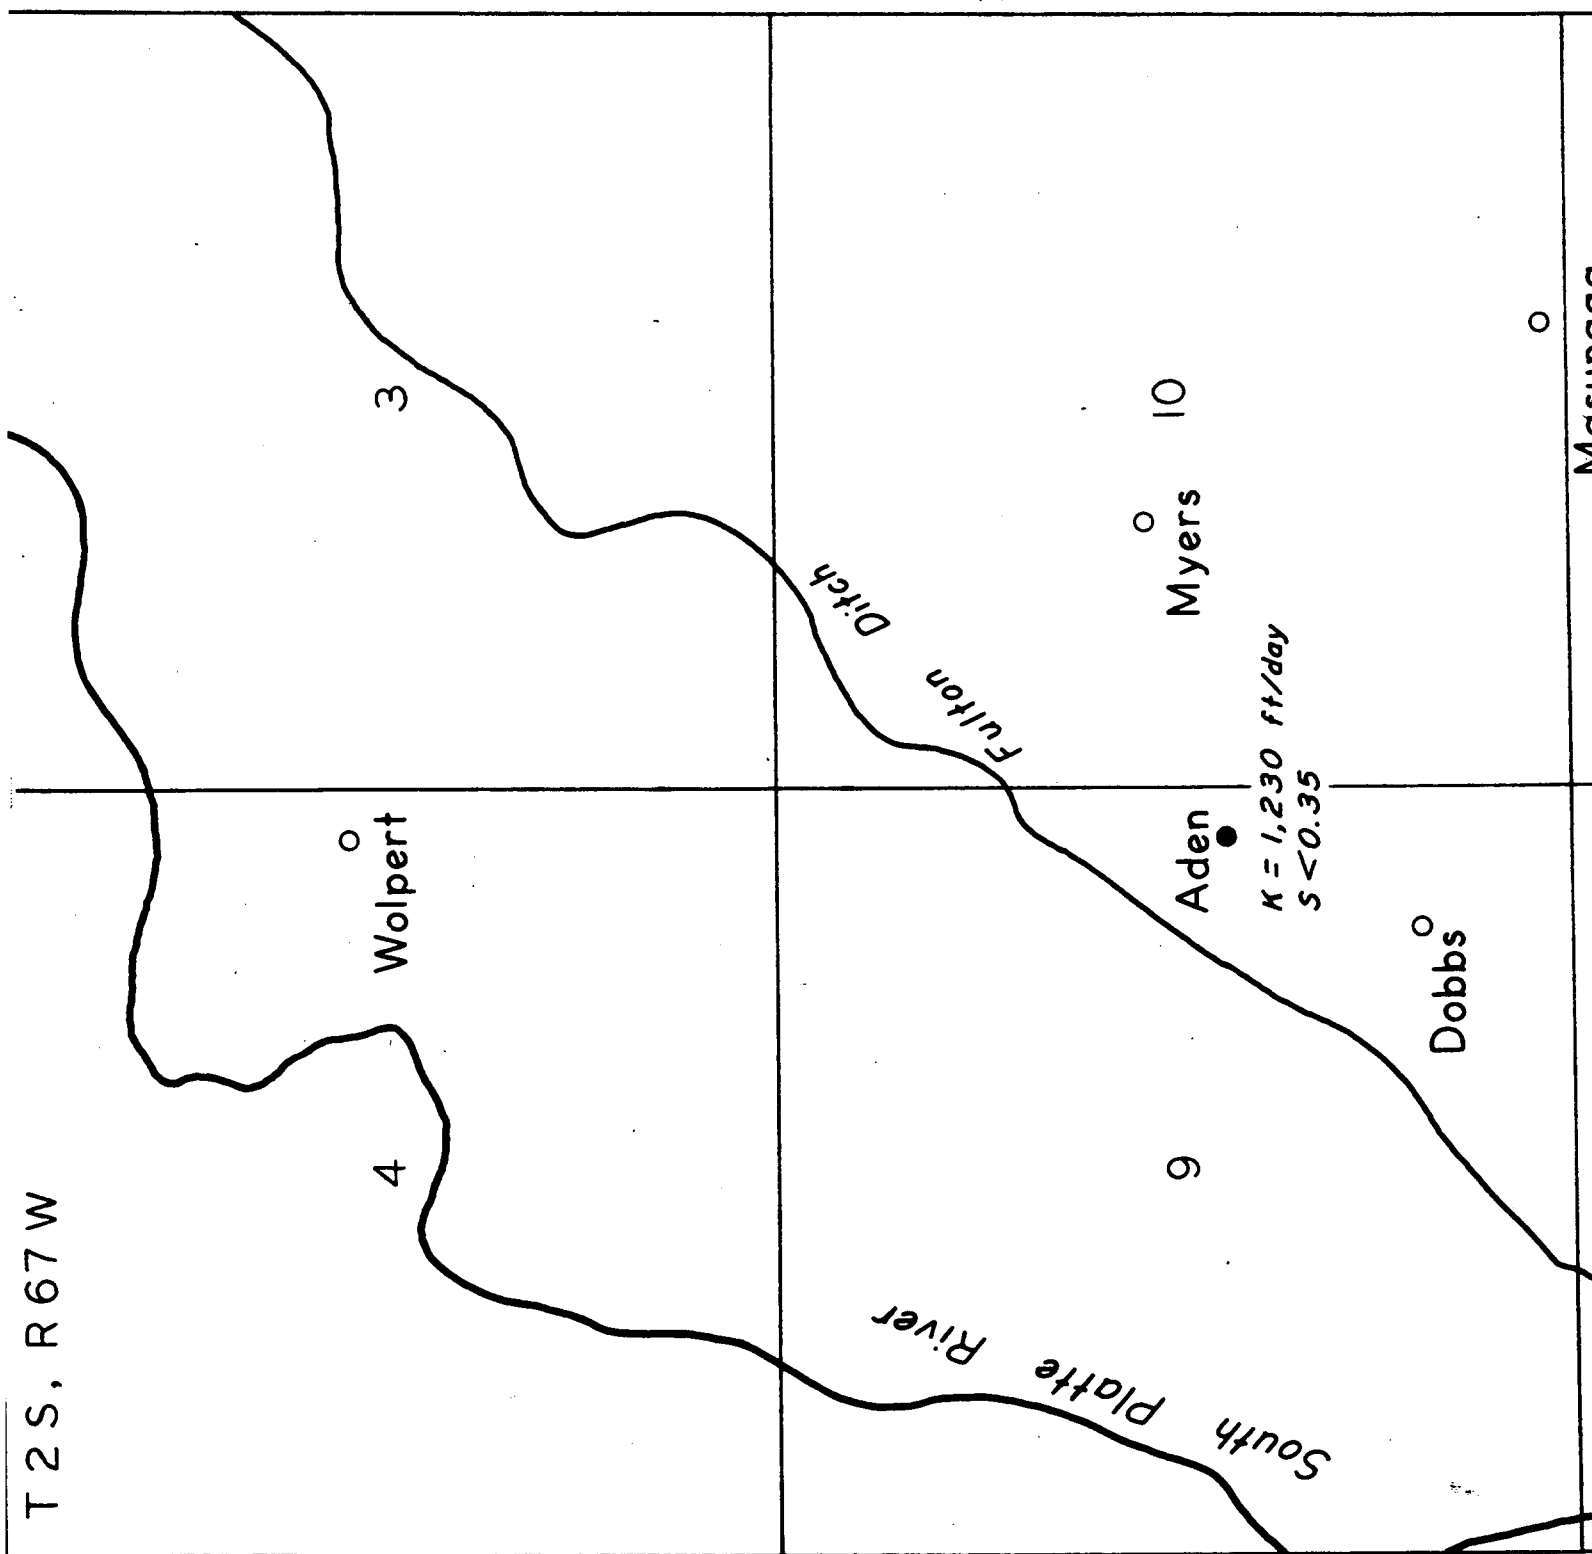 T 2 S, R 67 W
3
4
Wolpert
Fulton Ditch
10
Myers
Aden
K = 1,230 ft/day
S < 0.35
9
Dobbs
South Platte River